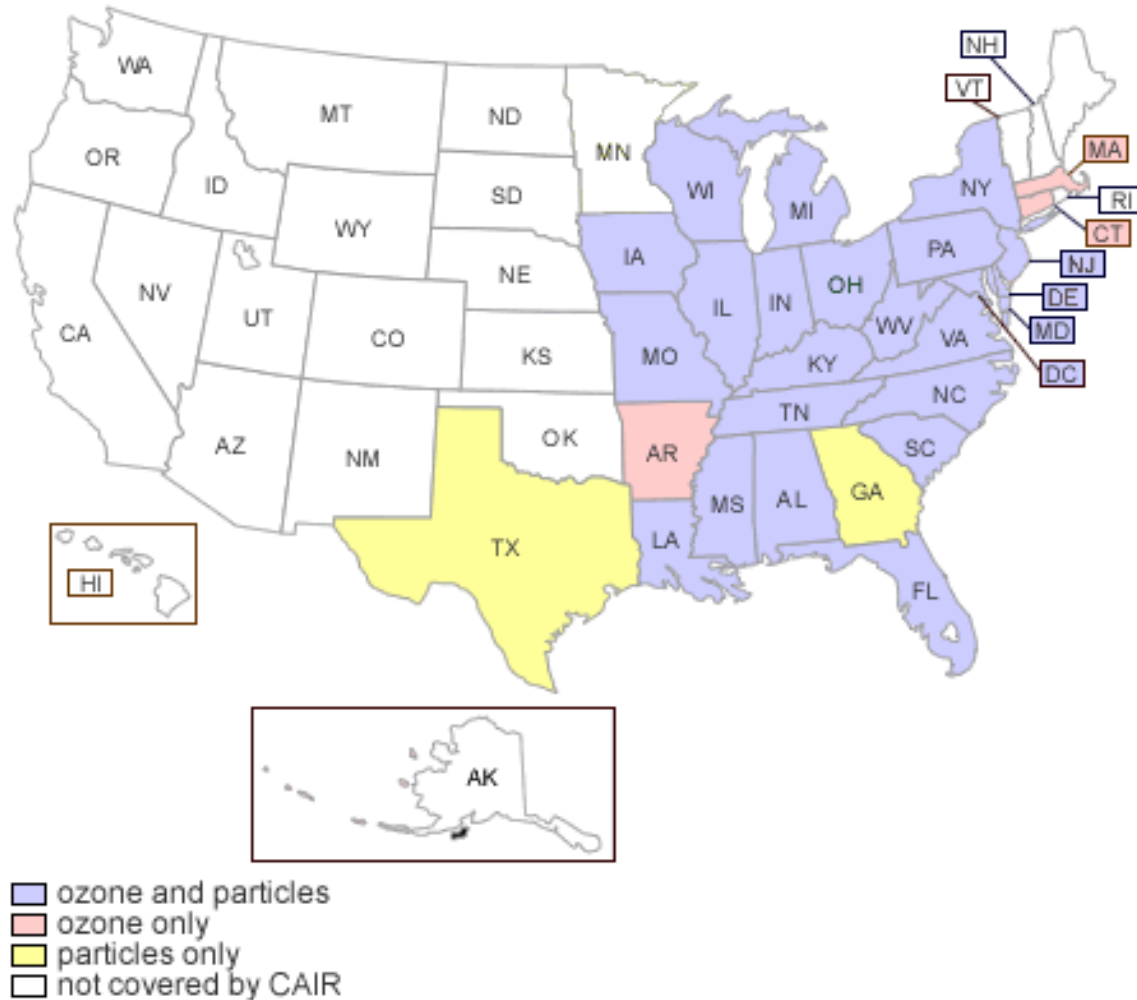 NH
WA
VT
MT
ND
OR
MN
MA
ID
WI
SD
NY
RI
MI
WY
CT
PA
IA
NJ
NE
OH
NV
IN
DE
IL
UT
WV
MD
CA
CO
VA
KS
MO
KY
DC
NC
TN
OK
AZ
SC
AR
NM
GA
MS
AL
LA
TX
HI
FL
AK
ozone and particles
ozone only
particles only
not covered by CAIR